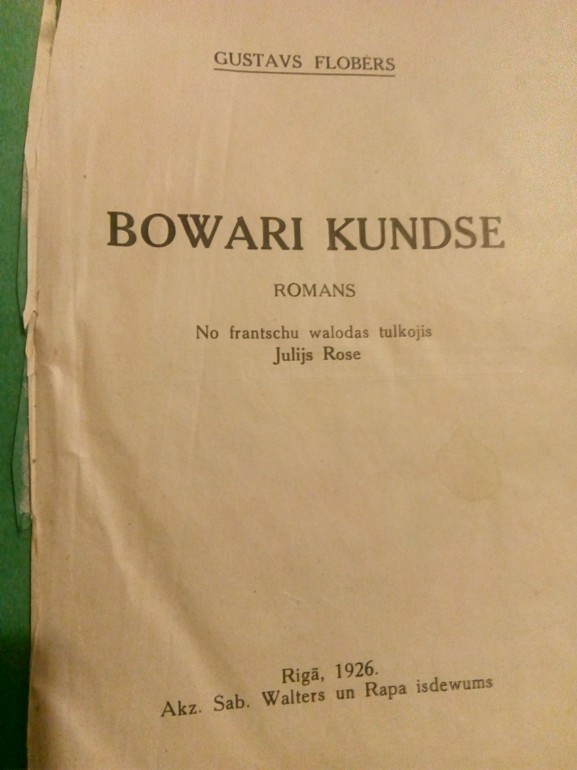 GUSTAVS FLOBĒRS
BOWARI KUNDSE
ROMANS
No frantschu walodas tulkojis
Julijs Rose
Rigā, 1926.
Akz. Sab. Walters un Rapa isdewums